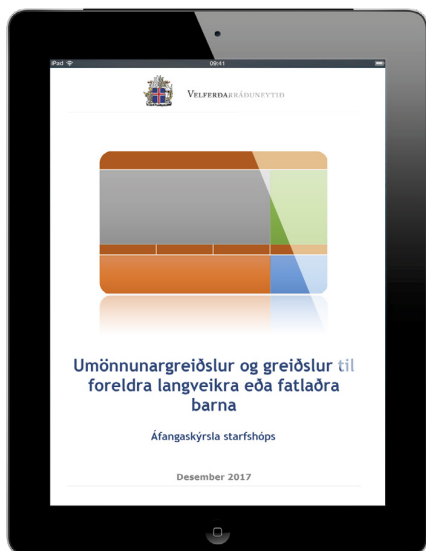 iPad 09:41
VELFERÐARRÁÐUNEYTIÐ
Umönnunargreiðslur og greiðslur til
foreldra langveikra eða fatlaðra
barna
Áfangaskýrsla starfshóps
Desember 2017